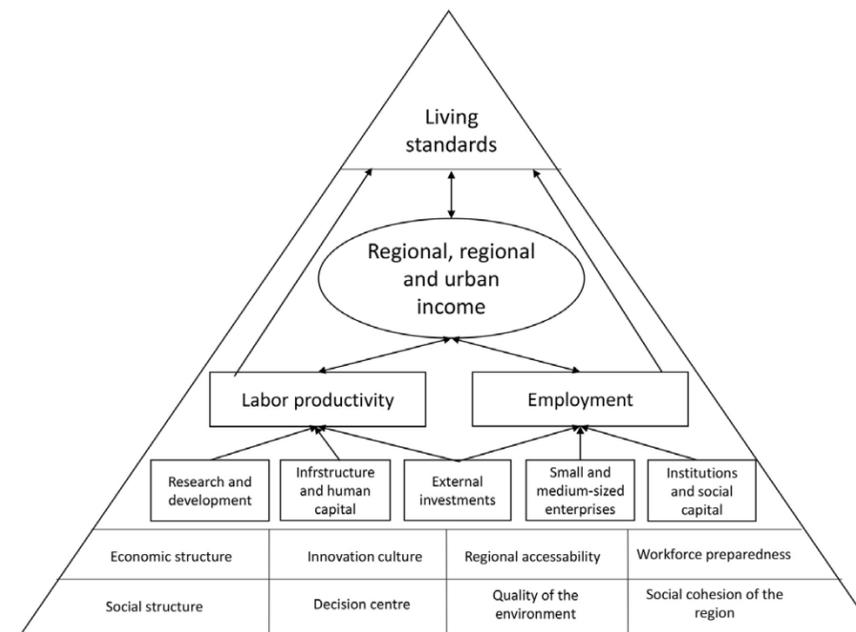 Living
standards
Regional, regional
and urban
income
Labor productivity
Employment
Research and
development
Infrstructure
and human
capital
External
investments
Small and
medium-sized
enterprises
Institutions
and social
capital
Economic structure
Innovation culture
Regional accessability
Workforce preparedness
Social structure
Decision centre
Quality of the
environment
Social cohesion of the
region